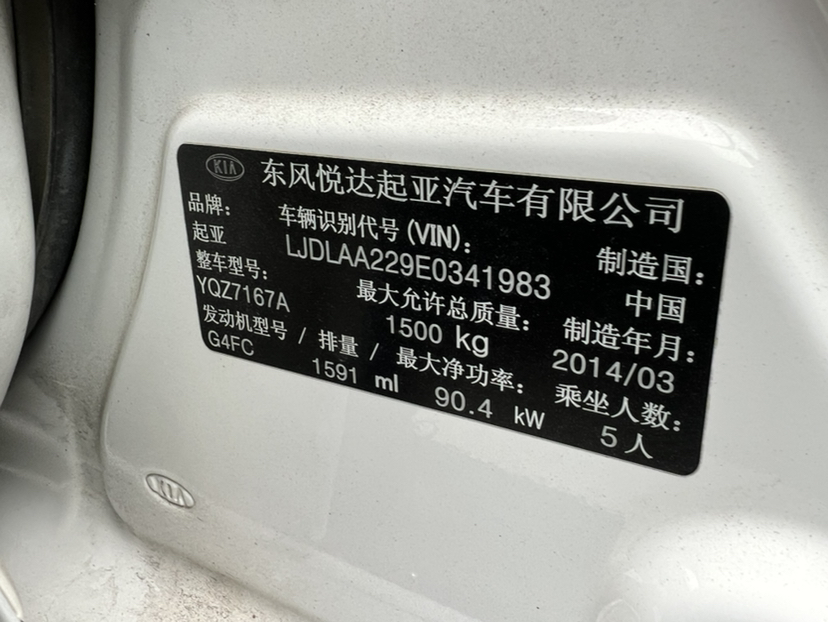 KIA 东风悦达起亚汽车有限公司
品牌： 车辆识别代号(VIN)： 制造国：
起亚 LJDLAA229E0341983 中国
整车型号： 最大允许总质量： 制造年月：
YQZ7167A 1500 kg 2014/03
发动机型号 / 排量 / 最大净功率： 乘坐人数：
G4FC 1591 ml 90.4 kW 5人
KIA